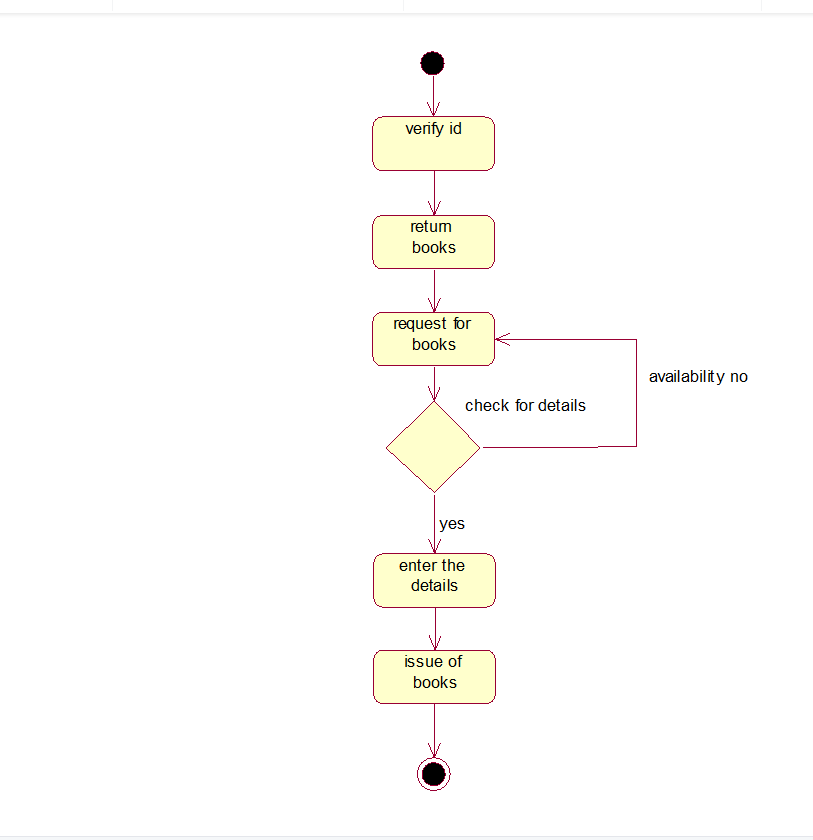 verify id
return
books
request for
books
availability no
check for details
yes
enter the
details
issue of
books